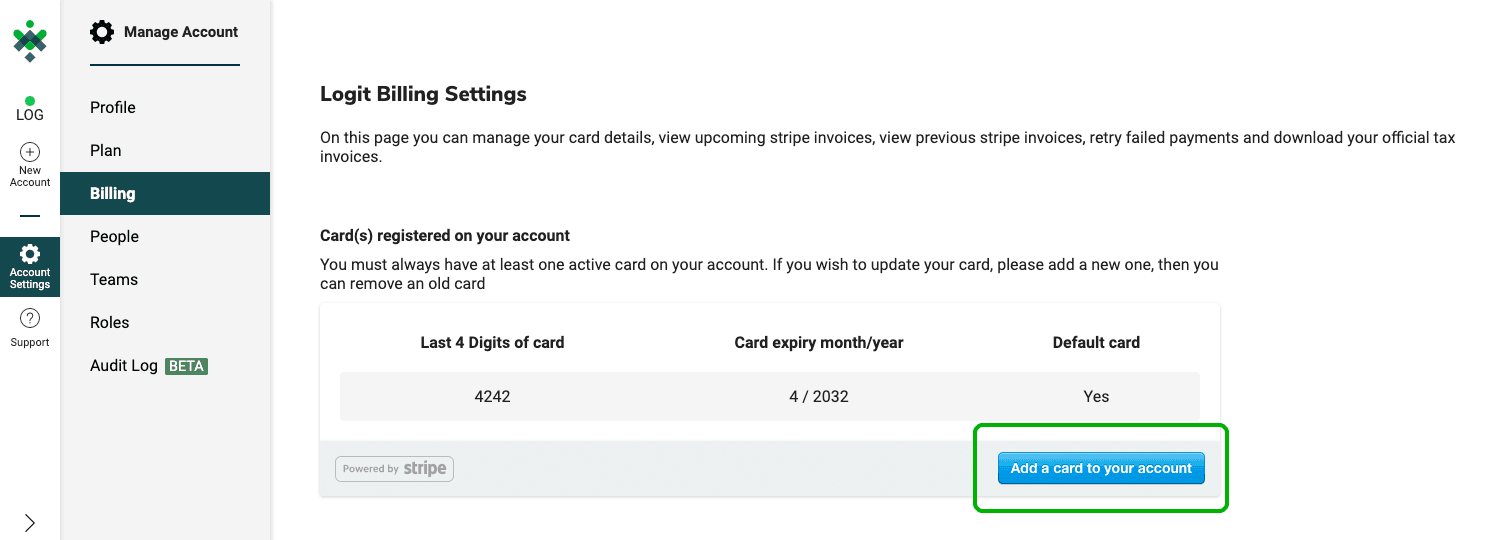 Manage Account
LOG
New
Account
Account
Settings
Support
Profile
Plan
Billing
People
Teams
Roles
Audit Log BETA
Logit Billing Settings
On this page you can manage your card details, view upcoming stripe invoices, view previous stripe invoices, retry failed payments and download your official tax
invoices.
Card(s) registered on your account
You must always have at least one active card on your account. If you wish to update your card, please add a new one, then you
can remove an old card
Last 4 Digits of card Card expiry month/year Default card
4242 4 / 2032 Yes
Powered by stripe Add a card to your account